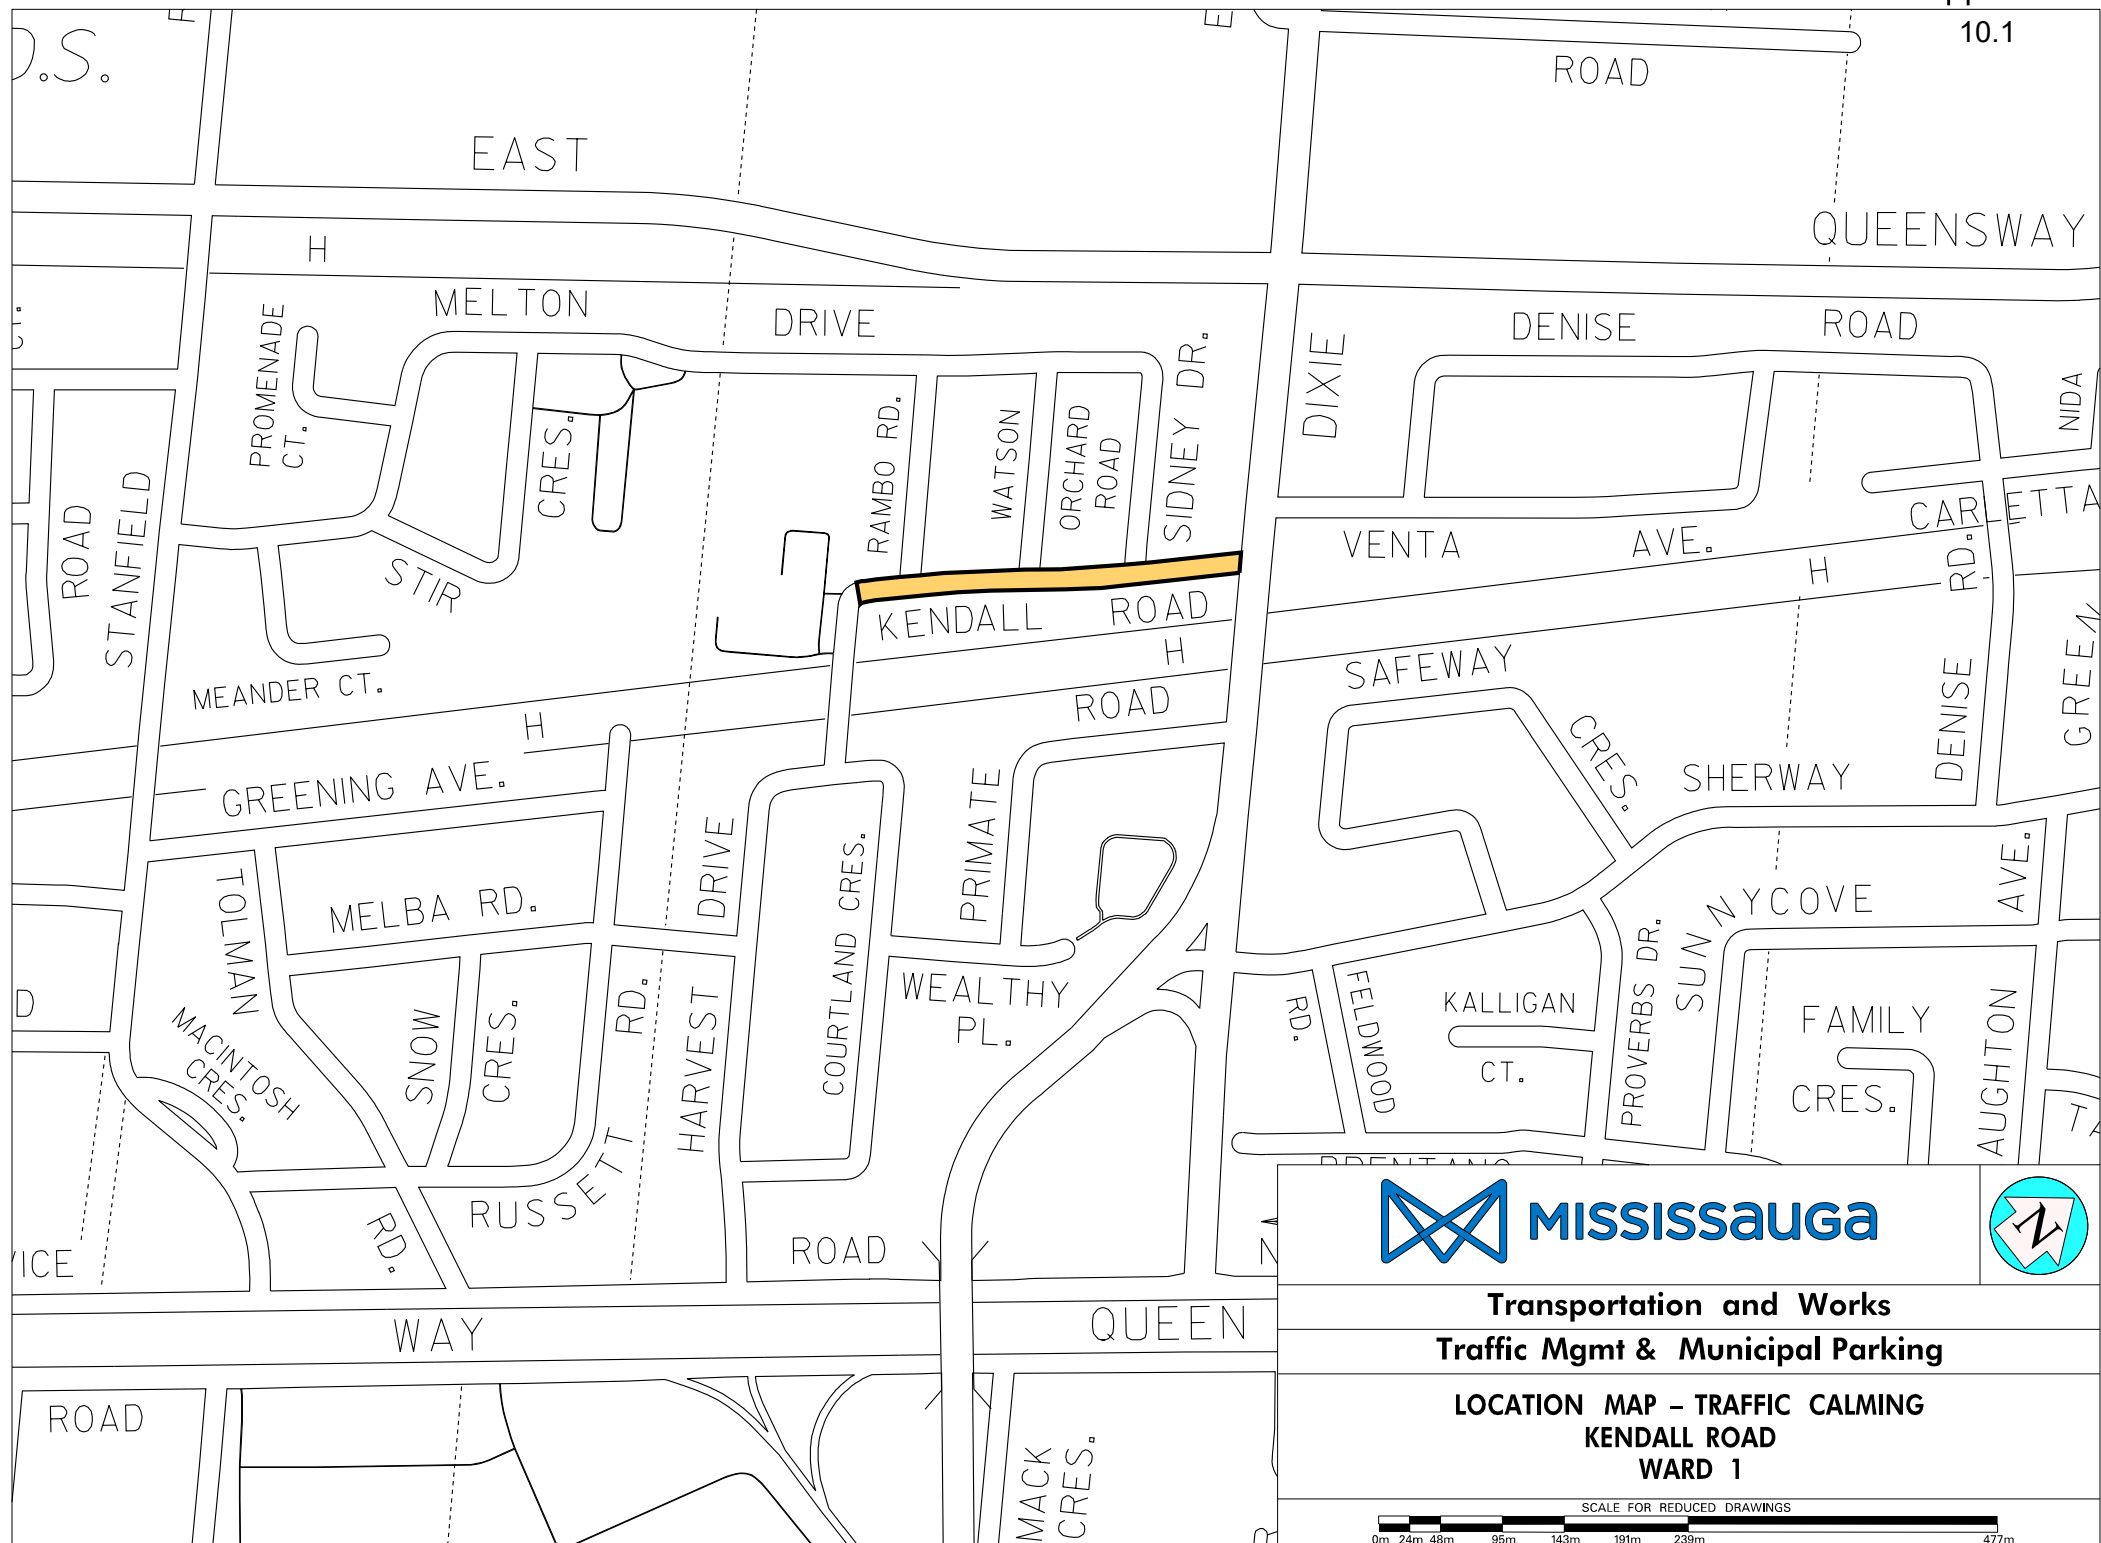 10.1
D.S.
ROAD
EAST
QUEENSWAY
H
MELTON
DRIVE
DENISE
ROAD
PROMENADE
CT.
SIDNEY DR.
DIXIE
NIDA
CRES.
RAMBO RD.
WATSON
ORCHARD
ROAD
ROAD
STANFIELD
STIR
VENTA
AVE.
CARLETTA
H
RD.
KENDALL
ROAD
H
MEANDER CT.
SAFEWAY
ROAD
DENISE
GREEN
H
GREENING AVE.
CRES.
SHERWAY
PRIMATE
DRIVE
COURTLAND CRES.
TOLMAN
MELBA RD.
AVE.
SUNNYCOVE
PROVERBS DR.
WEALTHY
PL.
D
MACINTOSH
CRES.
SNOW
CRES.
RD.
HARVEST
RD.
FELDWOOD
KALLIGAN
CT.
FAMILY
CRES.
AUGHTON
TA
RUSSETT
RD.
ROAD
VICE
WAY
QUEEN
ROAD
MACK
CRES.
MISSISSAUGA
N
Transportation and Works
Traffic Mgmt & Municipal Parking
LOCATION MAP – TRAFFIC CALMING
KENDALL ROAD
WARD 1
SCALE FOR REDUCED DRAWINGS
0m 24m 48m 95m 143m 191m 239m 477m